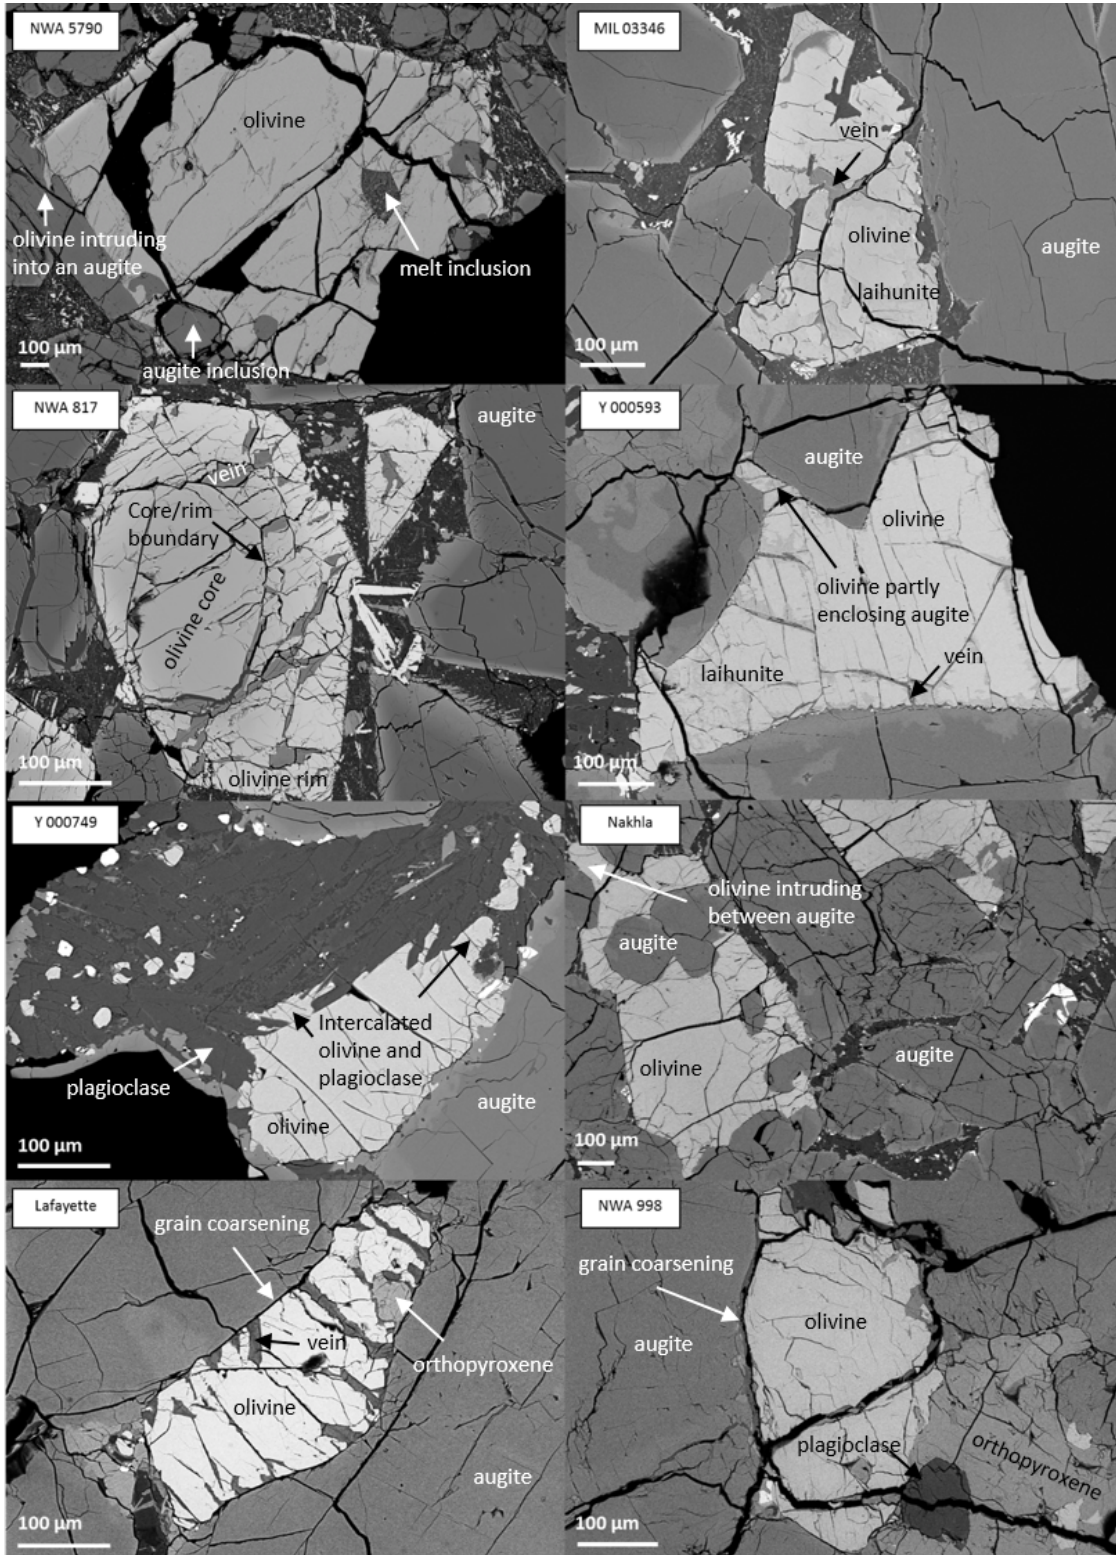 NWA 5790
olivine
olivine intruding
into an augite
melt inclusion
augite inclusion
100 µm
MIL 03346
vein
olivine
augite
laihunite
100 µm
NWA 817
augite
vein
Core/rim
boundary
olivine core
olivine rim
100 µm
Y 000593
augite
olivine
olivine partly
enclosing augite
vein
laihunite
100 µm
Y 000749
Intercalated
olivine and
plagioclase
plagioclase
augite
olivine
100 µm
Nakhla
olivine intruding
between augite
augite
olivine
augite
100 µm
Lafayette
grain coarsening
vein
orthopyroxene
olivine
augite
100 µm
NWA 998
grain coarsening
olivine
augite
plagioclase
orthopyroxene
100 µm